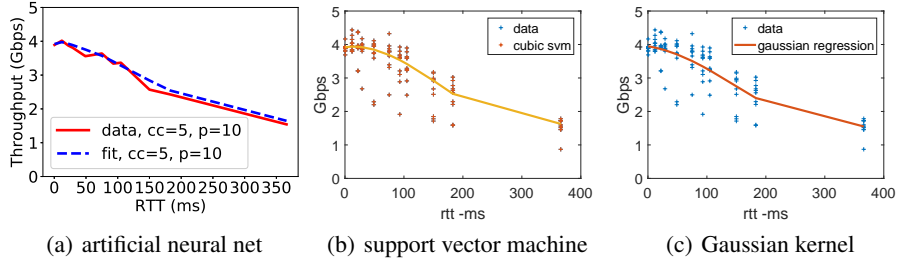 Throughput (Gbps)
5
4
3
2
1
0
0 50 100 150 200 250 300 350
RTT (ms)
data, cc=5, p=10
fit, cc=5, p=10
(a) artificial neural net
Gbps
5
4
3
2
1
0
0 100 200 300 400
rtt -ms
data
cubic svm
(b) support vector machine
Gbps
5
4
3
2
1
0
0 100 200 300 400
rtt -ms
data
gaussian regression
(c) Gaussian kernel